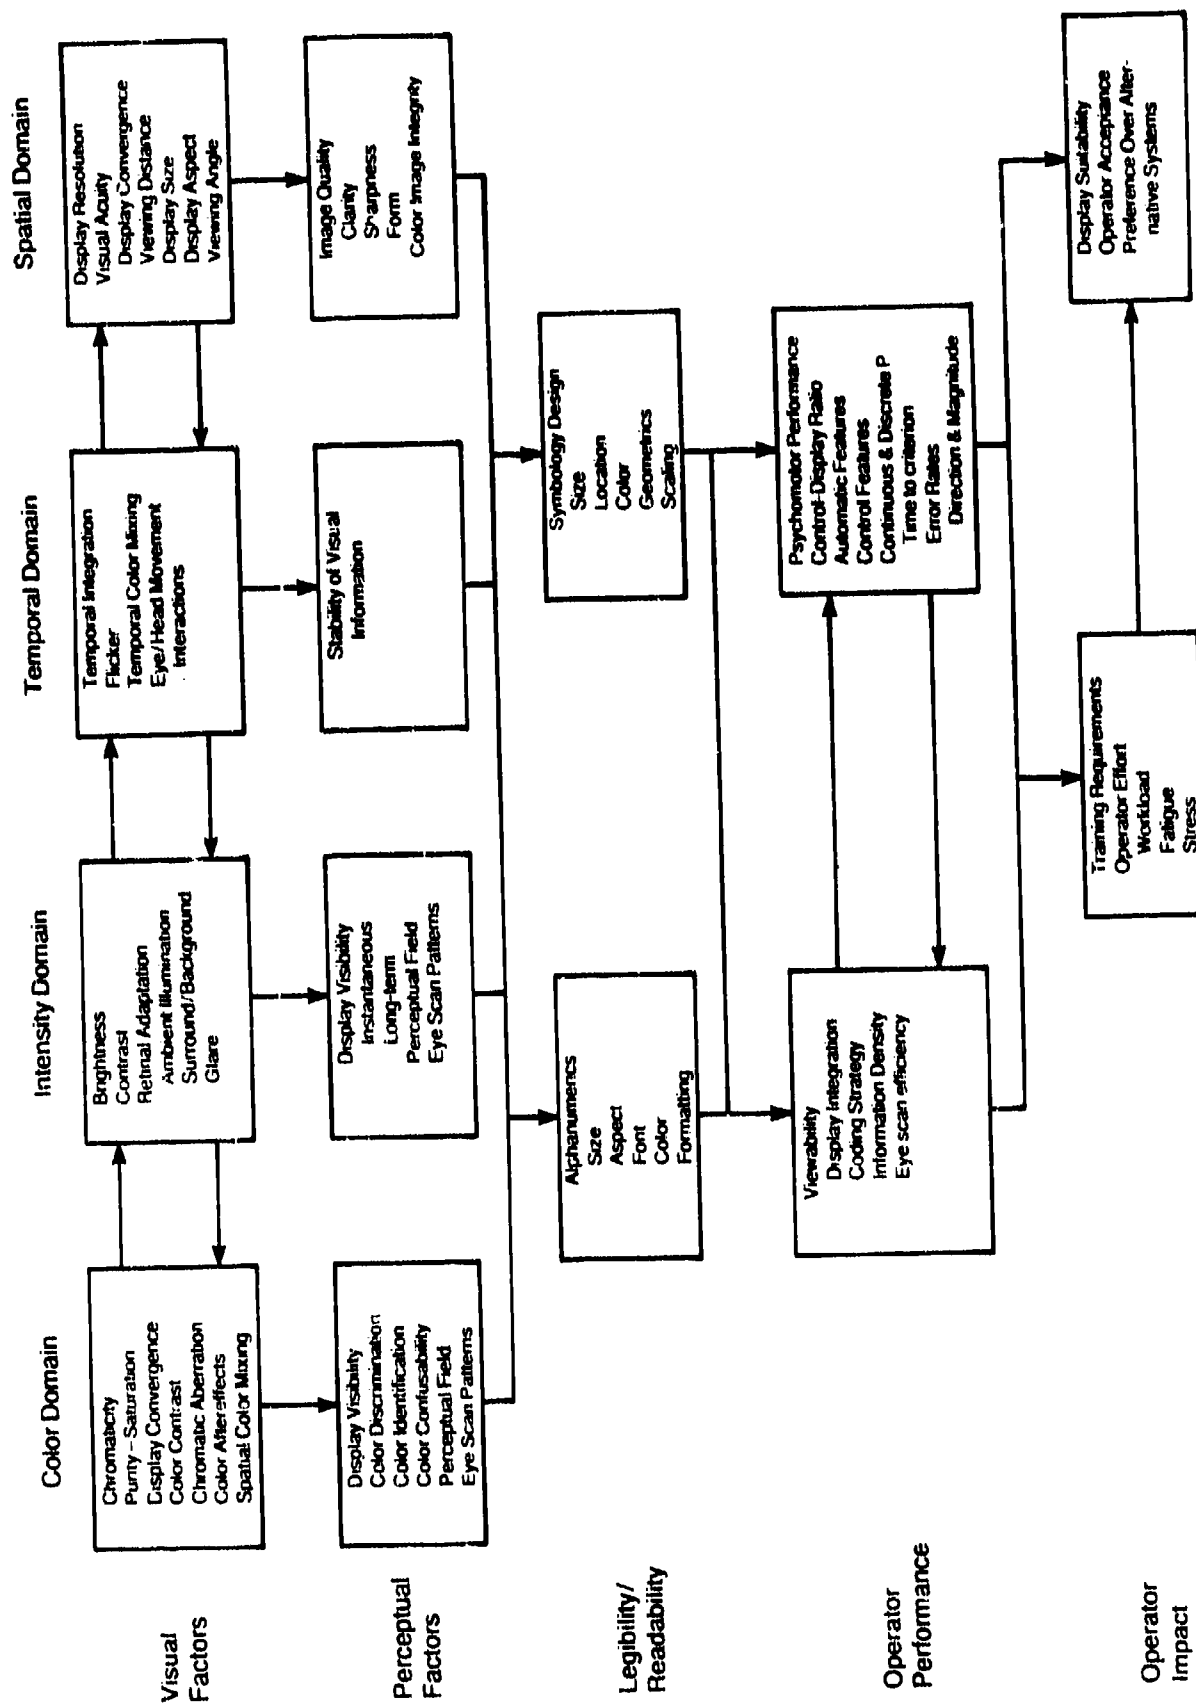 Color Domain
Intensity Domain
Temporal Domain
Spatial Domain
Visual
Factors
Chromaticity
Purity – Saturation
Display Convergence
Color Contrast
Chromatic Aberration
Color Aftereffects
Spatial Color Mixing
Brightness
Contrast
Retinal Adaptation
Ambient Illumination
Surround/Background
Glare
Temporal Integration
Flicker
Temporal Color Mixing
Eye/Head Movement
Interactions
Display Resolution
Visual Acuity
Display Convergence
Viewing Distance
Display Size
Display Aspect
Viewing Angle
Perceptual
Factors
Display Visibility
Color Discrimination
Color Identification
Color Confusability
Perceptual Field
Eye Scan Patterns
Display Visibility
Instantaneous
Long-term
Perceptual Field
Eye Scan Patterns
Stability of Visual
Information
Image Quality
Clarity
Sharpness
Form
Color Image Integrity
Legibility/
Readability
Alphanumerics
Size
Aspect
Font
Color
Formatting
Symbology Design
Size
Location
Color
Geometrics
Scaling
Operator
Performance
Viewability
Display Integration
Coding Strategy
Information Density
Eye scan efficiency
Psychomotor Performance
Control-Display Ratio
Automatic Features
Control Features
Continuous & Discrete P
Time to criterion
Error Rates
Direction & Magnitude
Operator
Impact
Training Requirements
Operator Effort
Workload
Fatigue
Stress
Display Suitability
Operator Acceptance
Preference Over Alter-
native Systems